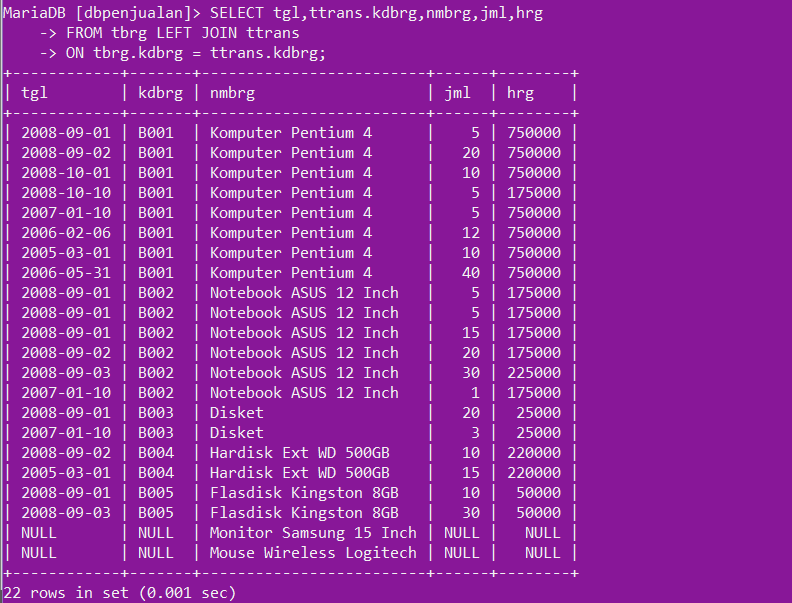 MariaDB [dbpenjualan]> SELECT tgl,ttrans.kdbrg,nmbrg,jml,hrg
    -> FROM tbrg LEFT JOIN ttrans
    -> ON tbrg.kdbrg = ttrans.kdbrg;
+------------+-------+-------------------------+------+--------+
| tgl        | kdbrg | nmbrg                   | jml  | hrg    |
+------------+-------+-------------------------+------+--------+
| 2008-09-01 | B001  | Komputer Pentium 4      |    5 | 750000 |
| 2008-09-02 | B001  | Komputer Pentium 4      |   20 | 750000 |
| 2008-10-01 | B001  | Komputer Pentium 4      |   10 | 750000 |
| 2008-10-10 | B001  | Komputer Pentium 4      |    5 | 175000 |
| 2007-01-10 | B001  | Komputer Pentium 4      |    5 | 750000 |
| 2006-02-06 | B001  | Komputer Pentium 4      |   12 | 750000 |
| 2005-03-01 | B001  | Komputer Pentium 4      |   10 | 750000 |
| 2006-05-31 | B001  | Komputer Pentium 4      |   40 | 750000 |
| 2008-09-01 | B002  | Notebook ASUS 12 Inch   |    5 | 175000 |
| 2008-09-01 | B002  | Notebook ASUS 12 Inch   |    5 | 175000 |
| 2008-09-01 | B002  | Notebook ASUS 12 Inch   |   15 | 175000 |
| 2008-09-02 | B002  | Notebook ASUS 12 Inch   |   20 | 175000 |
| 2008-09-03 | B002  | Notebook ASUS 12 Inch   |   30 | 225000 |
| 2007-01-10 | B002  | Notebook ASUS 12 Inch   |    1 | 175000 |
| 2008-09-01 | B003  | Disket                  |   20 |  25000 |
| 2007-01-10 | B003  | Disket                  |    3 |  25000 |
| 2008-09-02 | B004  | Hardisk Ext WD 500GB    |   10 | 220000 |
| 2005-03-01 | B004  | Hardisk Ext WD 500GB    |   15 | 220000 |
| 2008-09-01 | B005  | Flasdisk Kingston 8GB   |   10 |  50000 |
| 2008-09-03 | B005  | Flasdisk Kingston 8GB   |   30 |  50000 |
| NULL       | NULL  | Monitor Samsung 15 Inch | NULL |   NULL |
| NULL       | NULL  | Mouse Wireless Logitech | NULL |   NULL |
+------------+-------+-------------------------+------+--------+
22 rows in set (0.001 sec)